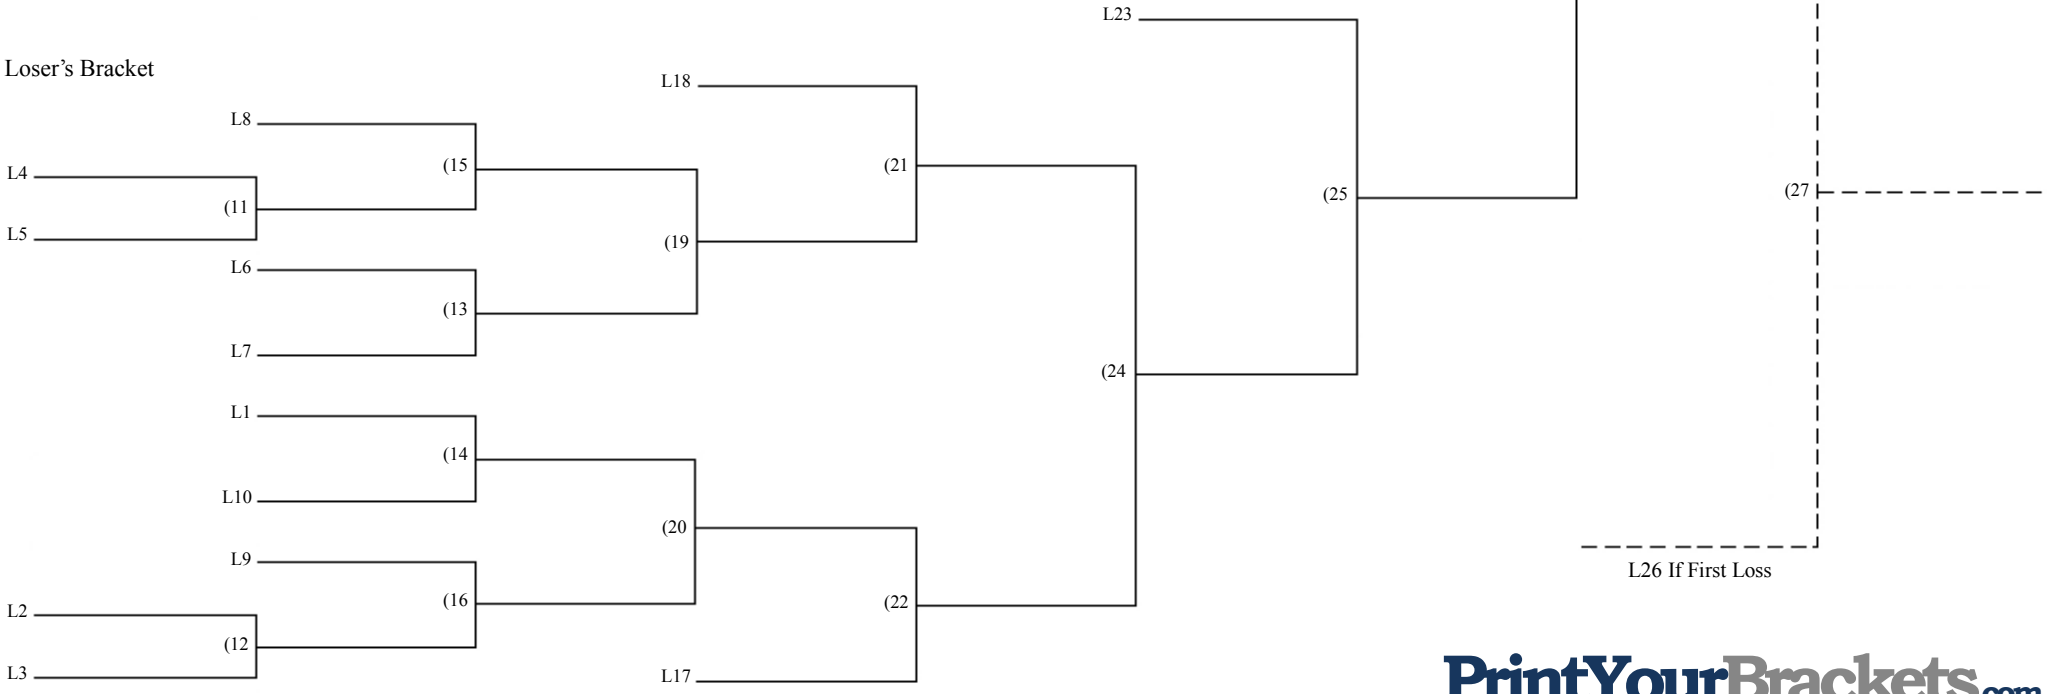 L23
Loser’s Bracket
L18
L8
(15
(21
L4
(11
(25
(27
L5
(19
L6
(13
L7
(24
L1
(14
L10
(20
L9
L26 If First Loss
(16
(22
L2
(12
L3
L17
PrintYourBrackets.com